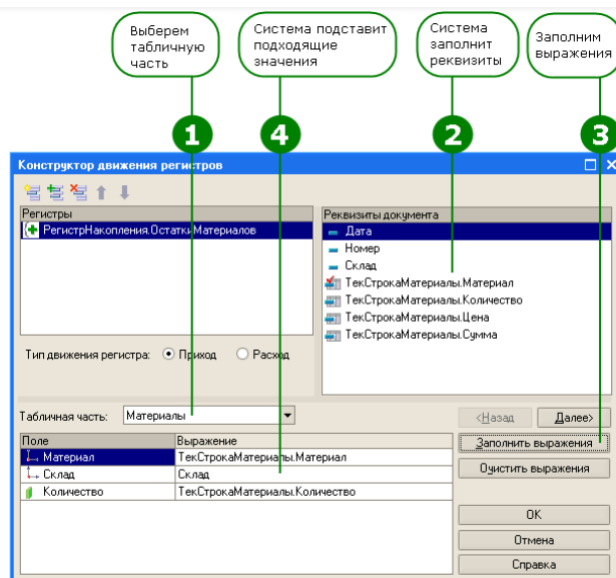 Выберем
табличную
часть
Система подставит
подходящие
значения
Система
заполнит
реквизиты
Заполним
выражения
1
4
2
3
Конструктор движения регистров
Регистры
РегистрНакопления.ОстаткиМатериалов
Реквизиты документа
Дата
Номер
Склад
ТекСтрокаМатериалы.Материал
ТекСтрокаМатериалы.Количество
ТекСтрокаМатериалы.Цена
ТекСтрокаМатериалы.Сумма
Тип движения регистра: Приход Расход
Табличная часть: Материалы
<Назад Далее>
Поле Выражение
Материал ТекСтрокаМатериалы.Материал
Склад Склад
Количество ТекСтрокаМатериалы.Количество
Заполнить выражения
Очистить выражения
OK
Отмена
Справка